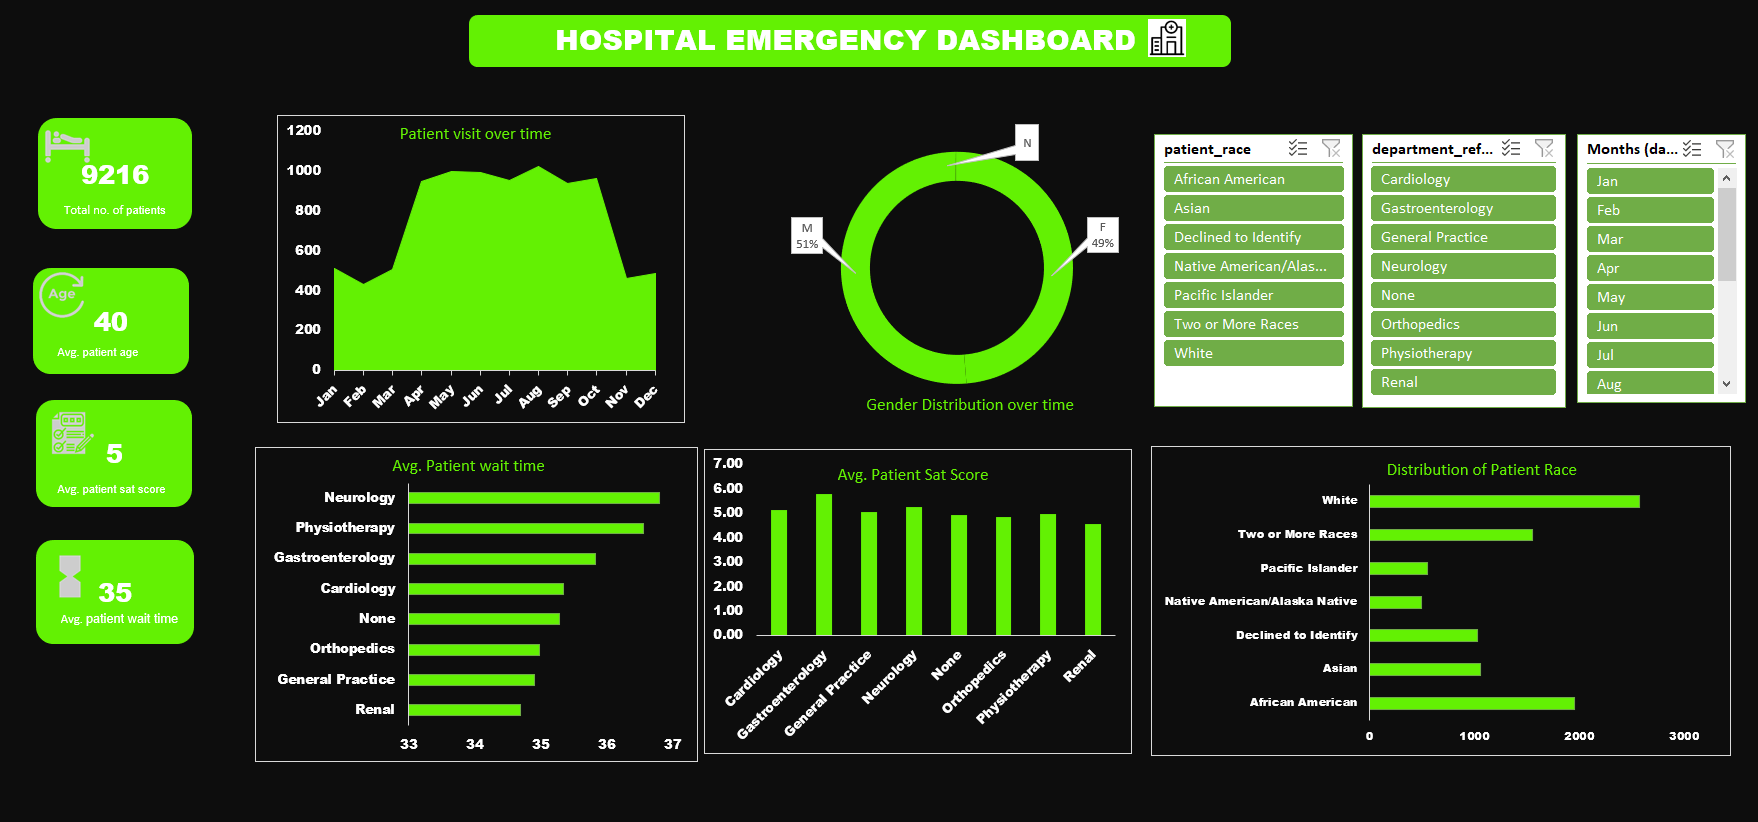 HOSPITAL EMERGENCY DASHBOARD
9216
Total no. of patients
Age
40
Avg. patient age
5
Avg. patient sat score
35
Avg. patient wait time
Patient visit over time
1200
1000
800
600
400
200
0
Jan
Feb
Mar
Apr
May
Jun
Jul
Aug
Sep
Oct
Nov
Dec
N
M
51%
F
49%
Gender Distribution over time
patient_race
African American
Asian
Declined to Identify
Native American/Alas...
Pacific Islander
Two or More Races
White
department_ref...
Cardiology
Gastroenterology
General Practice
Neurology
None
Orthopedics
Physiotherapy
Renal
Months (da...
Jan
Feb
Mar
Apr
May
Jun
Jul
Aug
Avg. Patient wait time
Neurology
Physiotherapy
Gastroenterology
Cardiology
None
Orthopedics
General Practice
Renal
33 34 35 36 37
Avg. Patient Sat Score
7.00
6.00
5.00
4.00
3.00
2.00
1.00
0.00
Cardiology
Gastroenterology
General Practice
Neurology
None
Orthopedics
Physiotherapy
Renal
Distribution of Patient Race
White
Two or More Races
Pacific Islander
Native American/Alaska Native
Declined to Identify
Asian
African American
0 1000 2000 3000